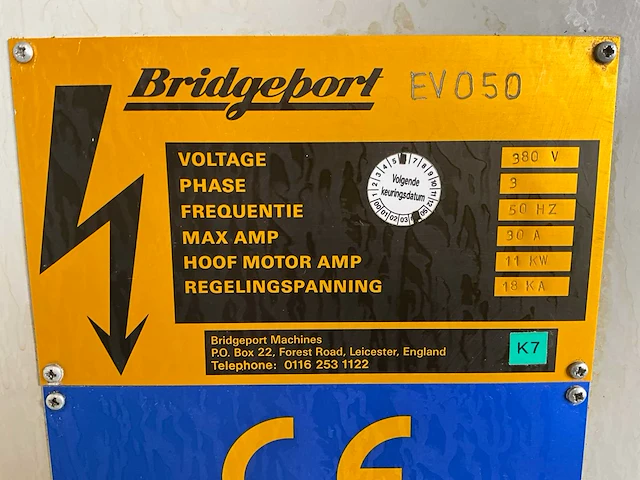 Bridgeport EV050
VOLTAGE 380 V
PHASE 3
FREQUENTIE 50 HZ
MAX AMP 30 A
HOOF MOTOR AMP 11 KW
REGELINGSPANNING 18 KA
Volgende
keuringsdatum
Bridgeport Machines
P.O. Box 22, Forest Road, Leicester, England
Telephone: 0116 253 1122
K7
CE